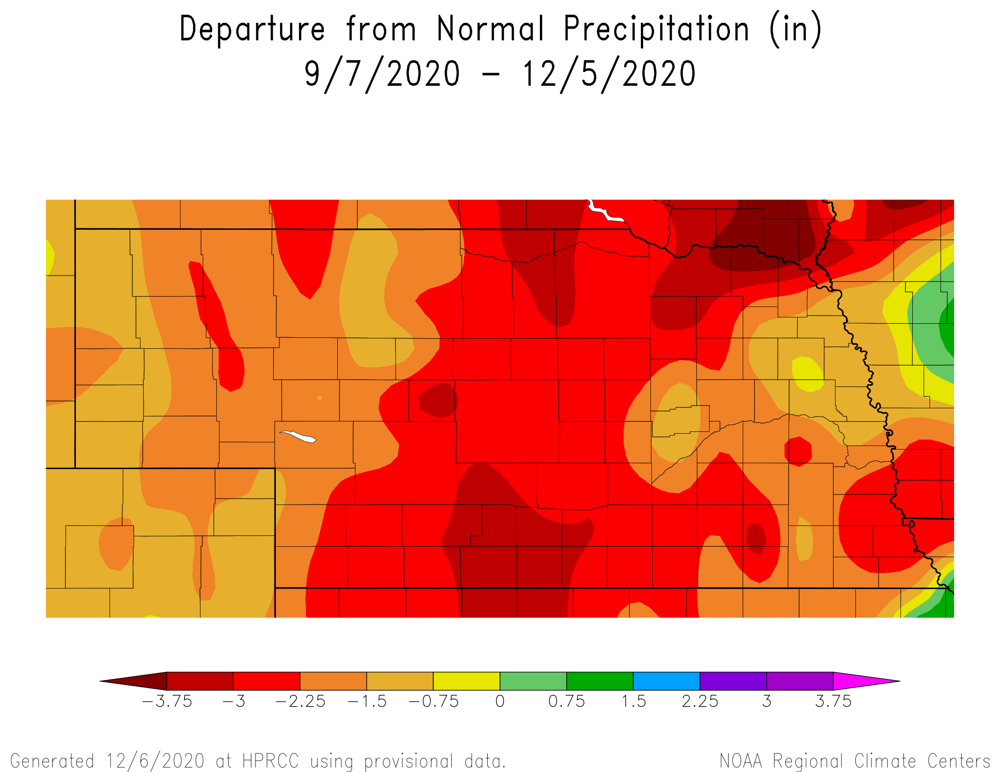 Departure from Normal Precipitation (in)
9/7/2020 – 12/5/2020
−3.75 −3 −2.25 −1.5 −0.75 0 0.75 1.5 2.25 3 3.75
Generated 12/6/2020 at HPRCC using provisional data. NOAA Regional Climate Centers